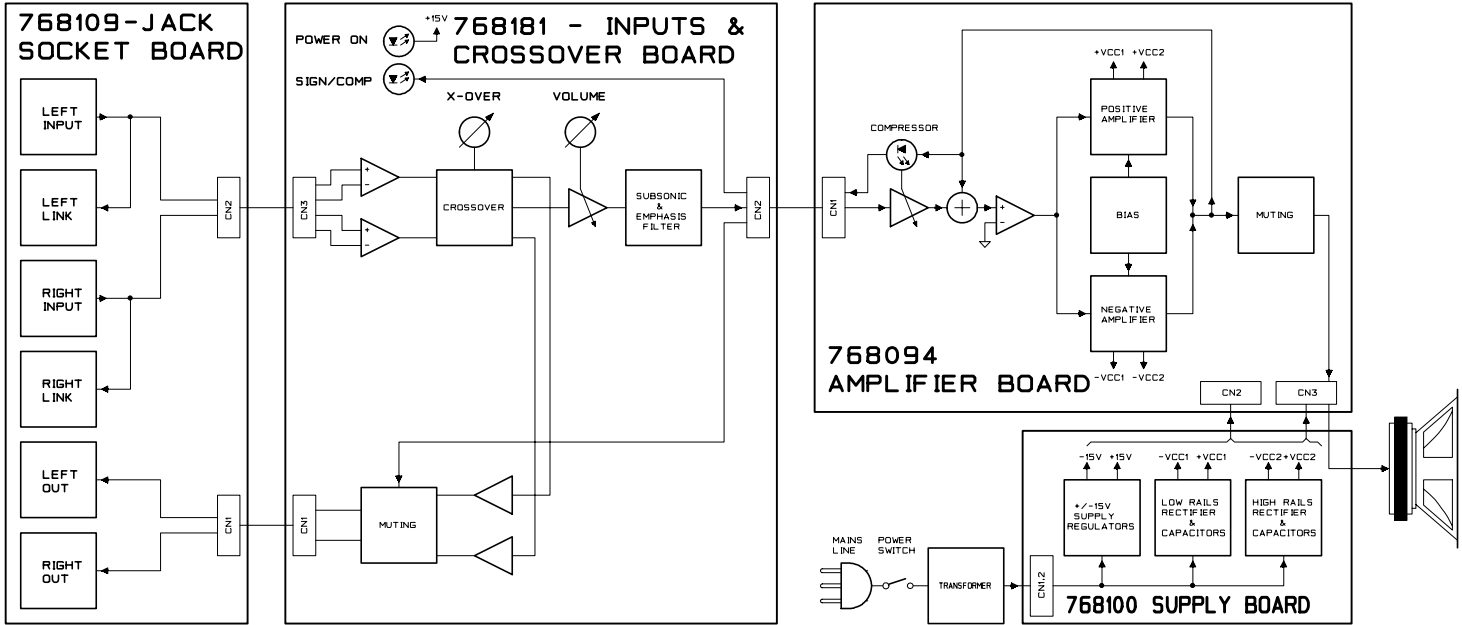 768109-JACK
SOCKET BOARD
LEFT
INPUT
LEFT
LINK
RIGHT
INPUT
RIGHT
LINK
LEFT
OUT
RIGHT
OUT
CN2
CN1
768181 - INPUTS &
CROSSOVER BOARD
POWER ON
+15V
SIGN/COMP
X-OVER
VOLUME
CN3
+
-
+
-
CROSSOVER
SUBSONIC
&
EMPHASIS
FILTER
CN2
CN1
MUTING
768094
AMPLIFIER BOARD
COMPRESSOR
CN1
+
-
+VCC1 +VCC2
POSITIVE
AMPLIFIER
BIAS
NEGATIVE
AMPLIFIER
-VCC1 -VCC2
MUTING
CN2
CN3
-15V +15V
-VCC1 +VCC1
-VCC2+VCC2
+/-15V
SUPPLY
REGULATORS
LOW RAILS
RECTIFIER
&
CAPACITORS
HIGH RAILS
RECTIFIER
&
CAPACITORS
MAINS
LINE
POWER
SWITCH
TRANSFORMER
CN1,2
768100 SUPPLY BOARD